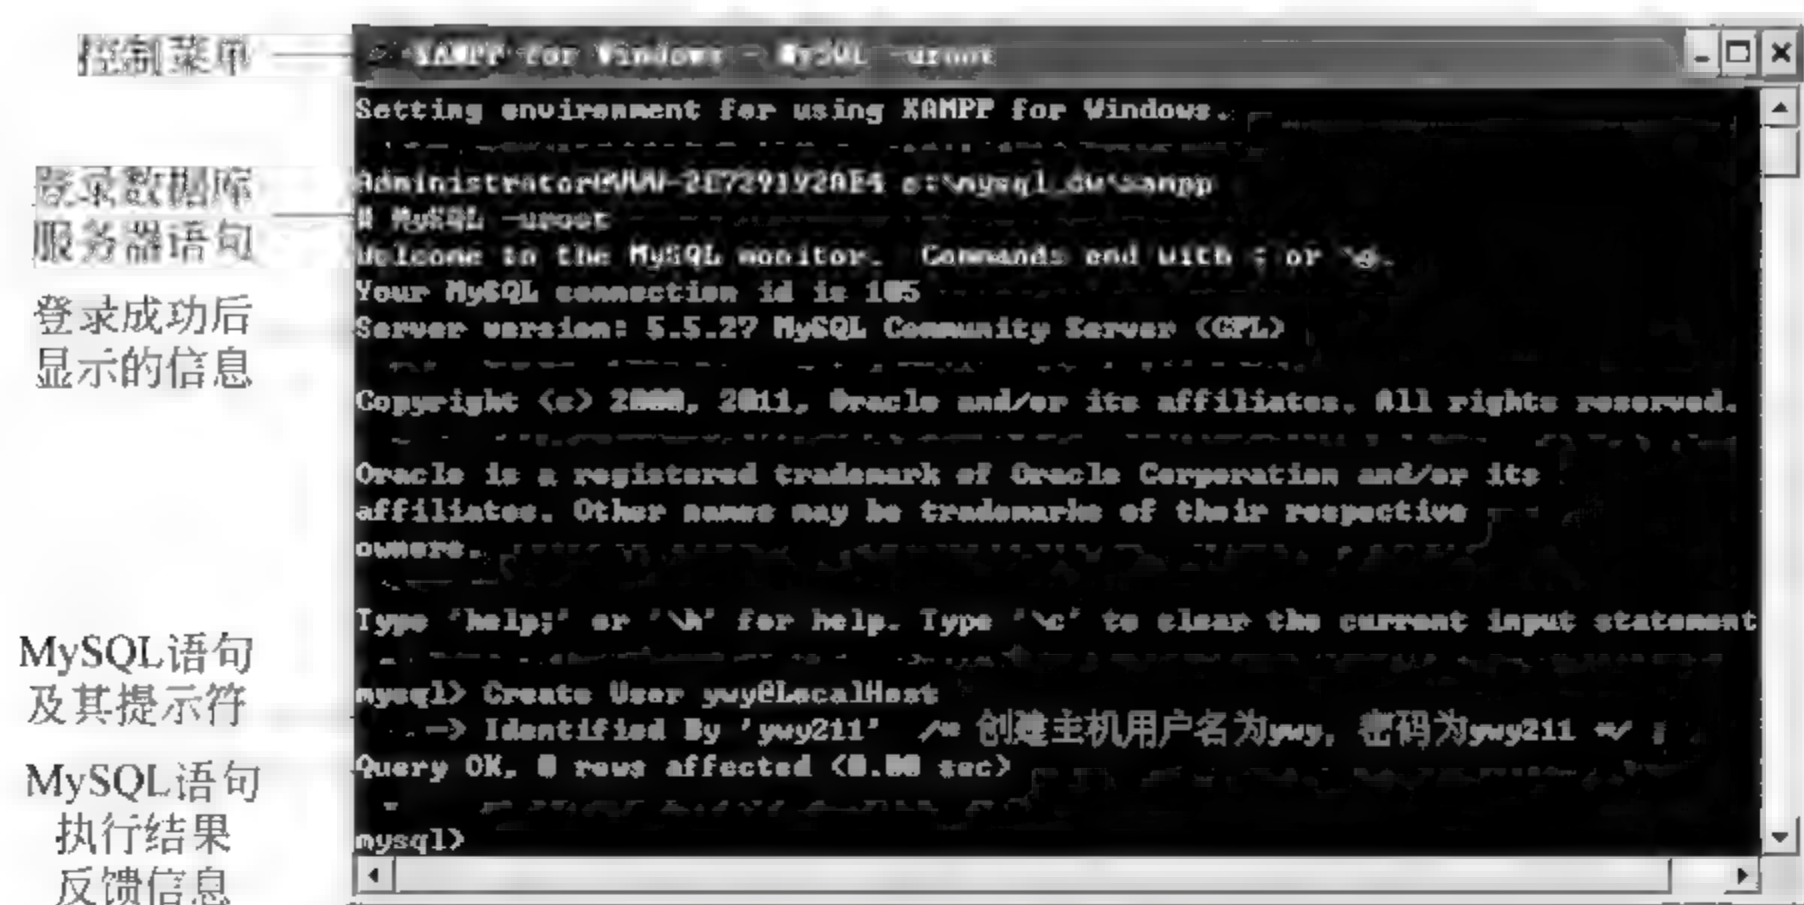 控制菜单
XAMPP for Windows - MySQL -uroot
Setting environment for using XAMPP for Windows.
登录数据库
服务器语句
# MySQL -uroot
Welcome to the MySQL monitor. Commands end with ; or \g.
Your MySQL connection id is 105
Server version: 5.5.27 MySQL Community Server (GPL)
登录成功后
显示的信息
Copyright (c) 2000, 2011, Oracle and/or its affiliates. All rights reserved.
Oracle is a registered trademark of Oracle Corporation and/or its
affiliates. Other names may be trademarks of their respective
owners.
Type 'help;' or '\h' for help. Type '\c' to clear the current input statement
MySQL语句
及其提示符
mysql> Create User ywy@LocalHost
-> Identified By 'ywy211' /* 创建主机用户名为ywy, 密码为ywy211 */ ;
Query OK, 0 rows affected (0.00 sec)
MySQL语句
执行结果
反馈信息
mysql>